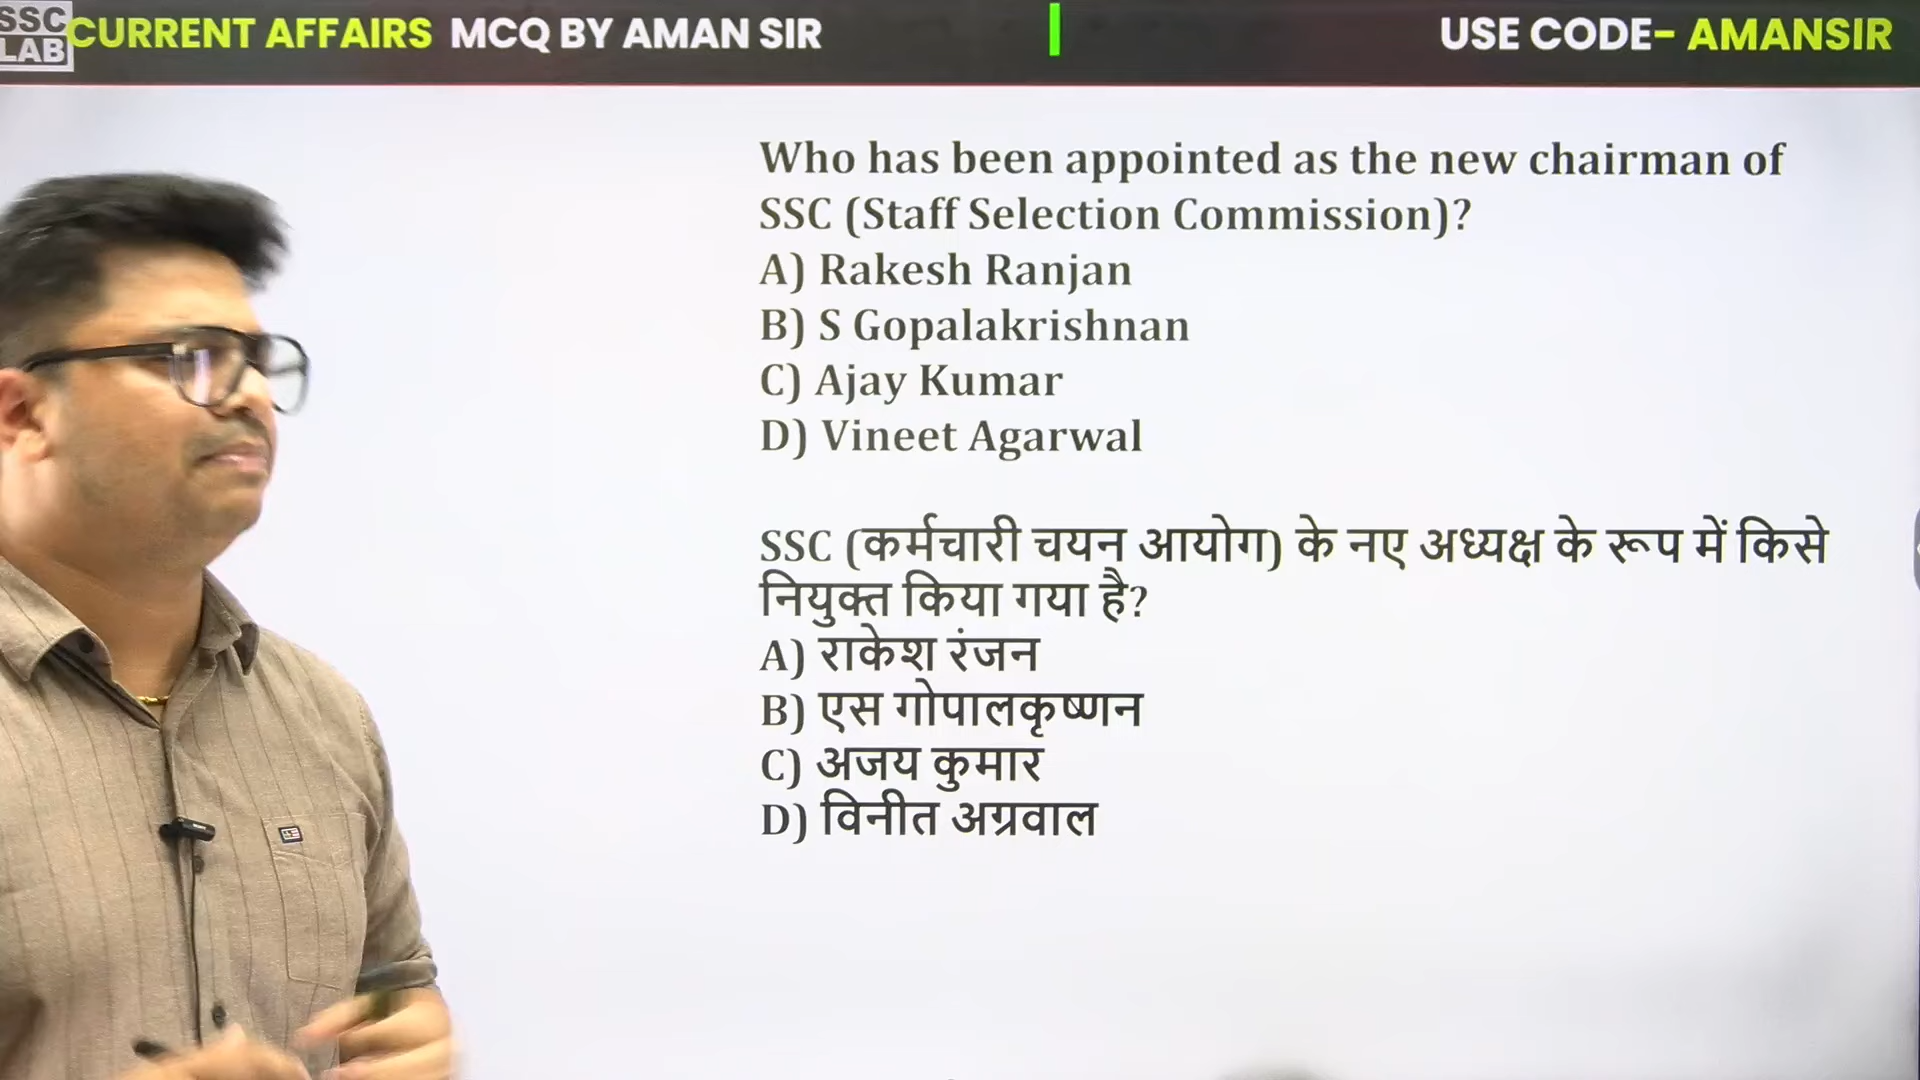 SSC
LAB
CURRENT AFFAIRS MCQ BY AMAN SIR
USE CODE- AMANSIR
Who has been appointed as the new chairman of
SSC (Staff Selection Commission)?
A) Rakesh Ranjan
B) S Gopalakrishnan
C) Ajay Kumar
D) Vineet Agarwal
SSC (कर्मचारी चयन आयोग) के नए अध्यक्ष के रूप में किसे
नियुक्त किया गया है?
A) राकेश रंजन
B) एस गोपालकृष्णन
C) अजय कुमार
D) विनीत अग्रवाल